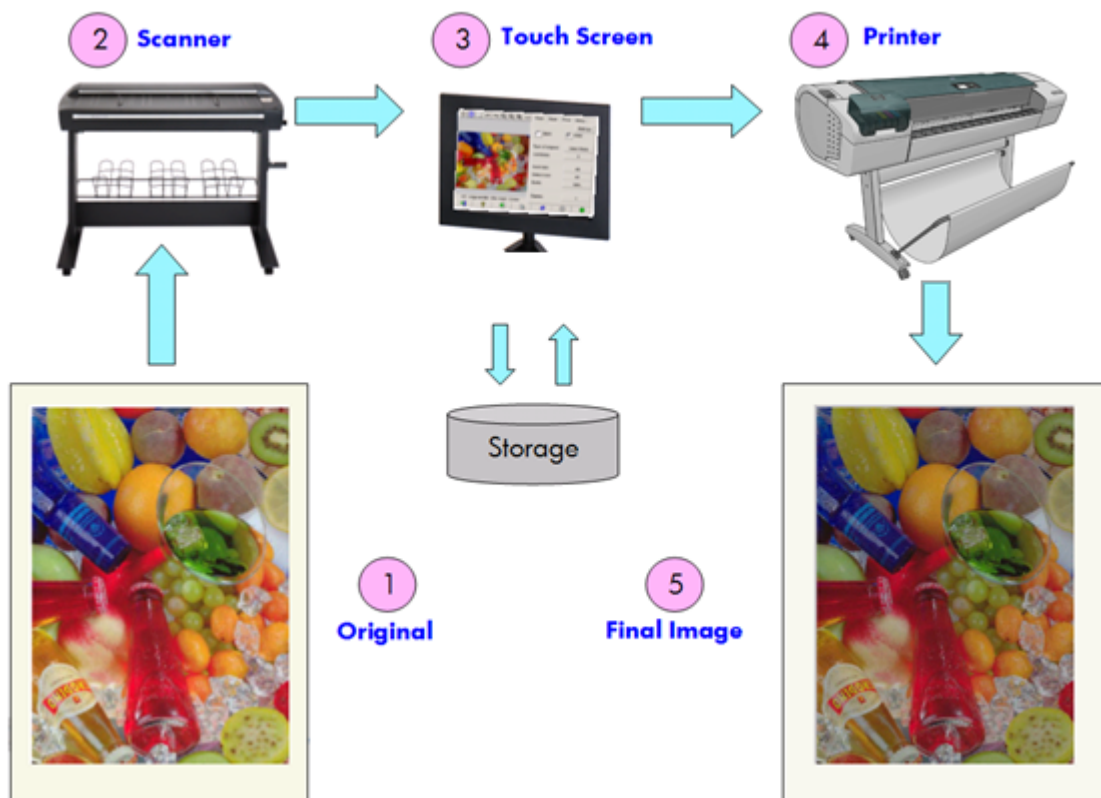 2 Scanner
3 Touch Screen
4 Printer
Storage
1
Original
5
Final Image